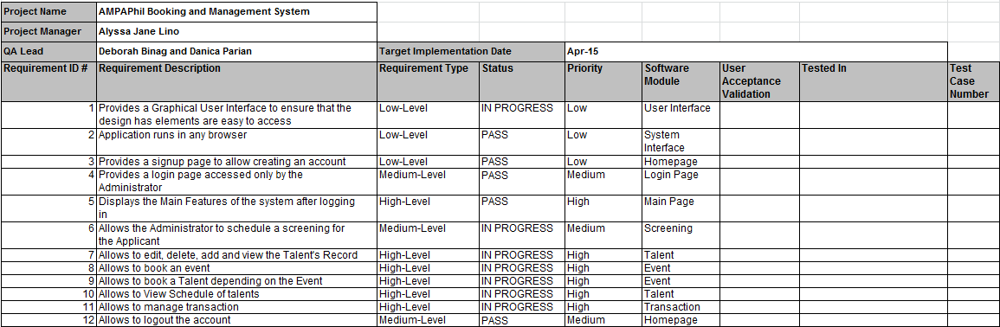 Project Name AMPAPhil Booking and Management System
Project Manager Alyssa Jane Lino
QA Lead Deborah Binag and Danica Parian Target Implementation Date Apr-15
Requirement ID # Requirement Description Requirement Type Status Priority Software Module User Acceptance Validation Tested In Test Case Number
1 Provides a Graphical User Interface to ensure that the design has elements are easy to access Low-Level IN PROGRESS Low User Interface
2 Application runs in any browser Low-Level PASS Low System Interface
3 Provides a signup page to allow creating an account Low-Level PASS Low Homepage
4 Provides a login page accessed only by the Administrator Medium-Level PASS Medium Login Page
5 Displays the Main Features of the system after logging in High-Level PASS High Main Page
6 Allows the Administrator to schedule a screening for the Applicant Medium-Level IN PROGRESS Medium Screening
7 Allows to edit, delete, add and view the Talent's Record High-Level IN PROGRESS High Talent
8 Allows to book an event High-Level IN PROGRESS High Event
9 Allows to book a Talent depending on the Event High-Level IN PROGRESS High Event
10 Allows to View Schedule of talents High-Level IN PROGRESS High Talent
11 Allows to manage transaction High-Level IN PROGRESS High Transaction
12 Allows to logout the account Medium-Level PASS Medium Homepage